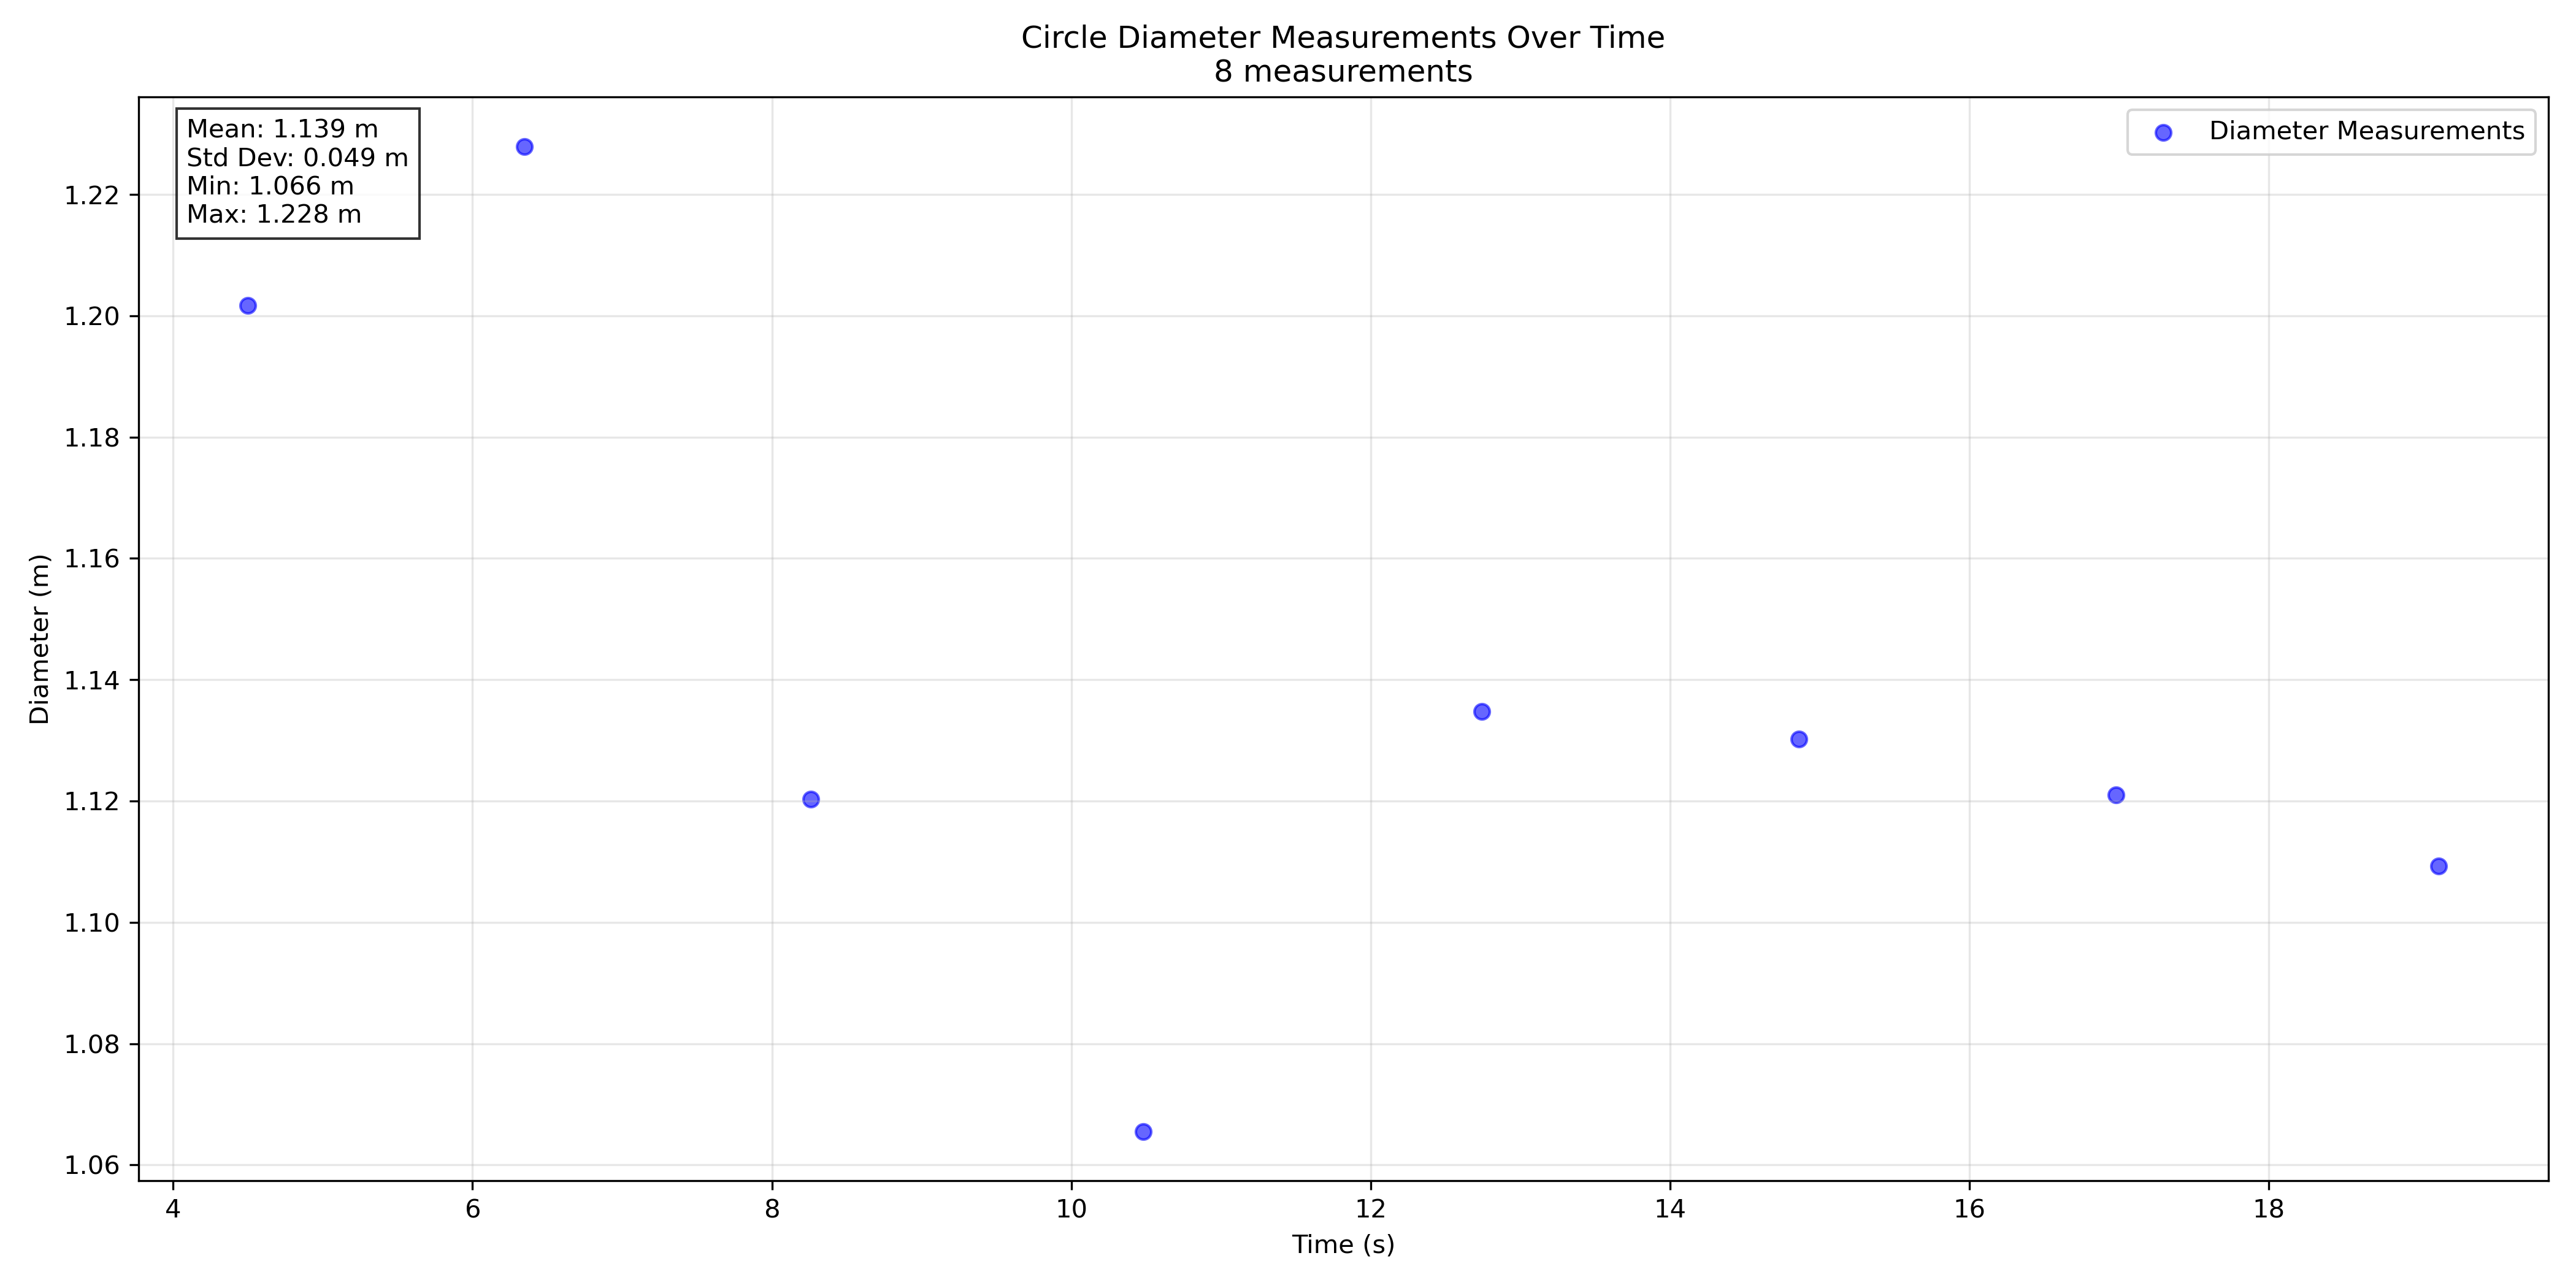 Circle Diameter Measurements Over Time
8 measurements
Mean: 1.139 m
Std Dev: 0.049 m
Min: 1.066 m
Max: 1.228 m
Diameter Measurements
1.22
1.20
1.18
1.16
1.14
1.12
1.10
1.08
1.06
Diameter (m)
4 6 8 10 12 14 16 18
Time (s)